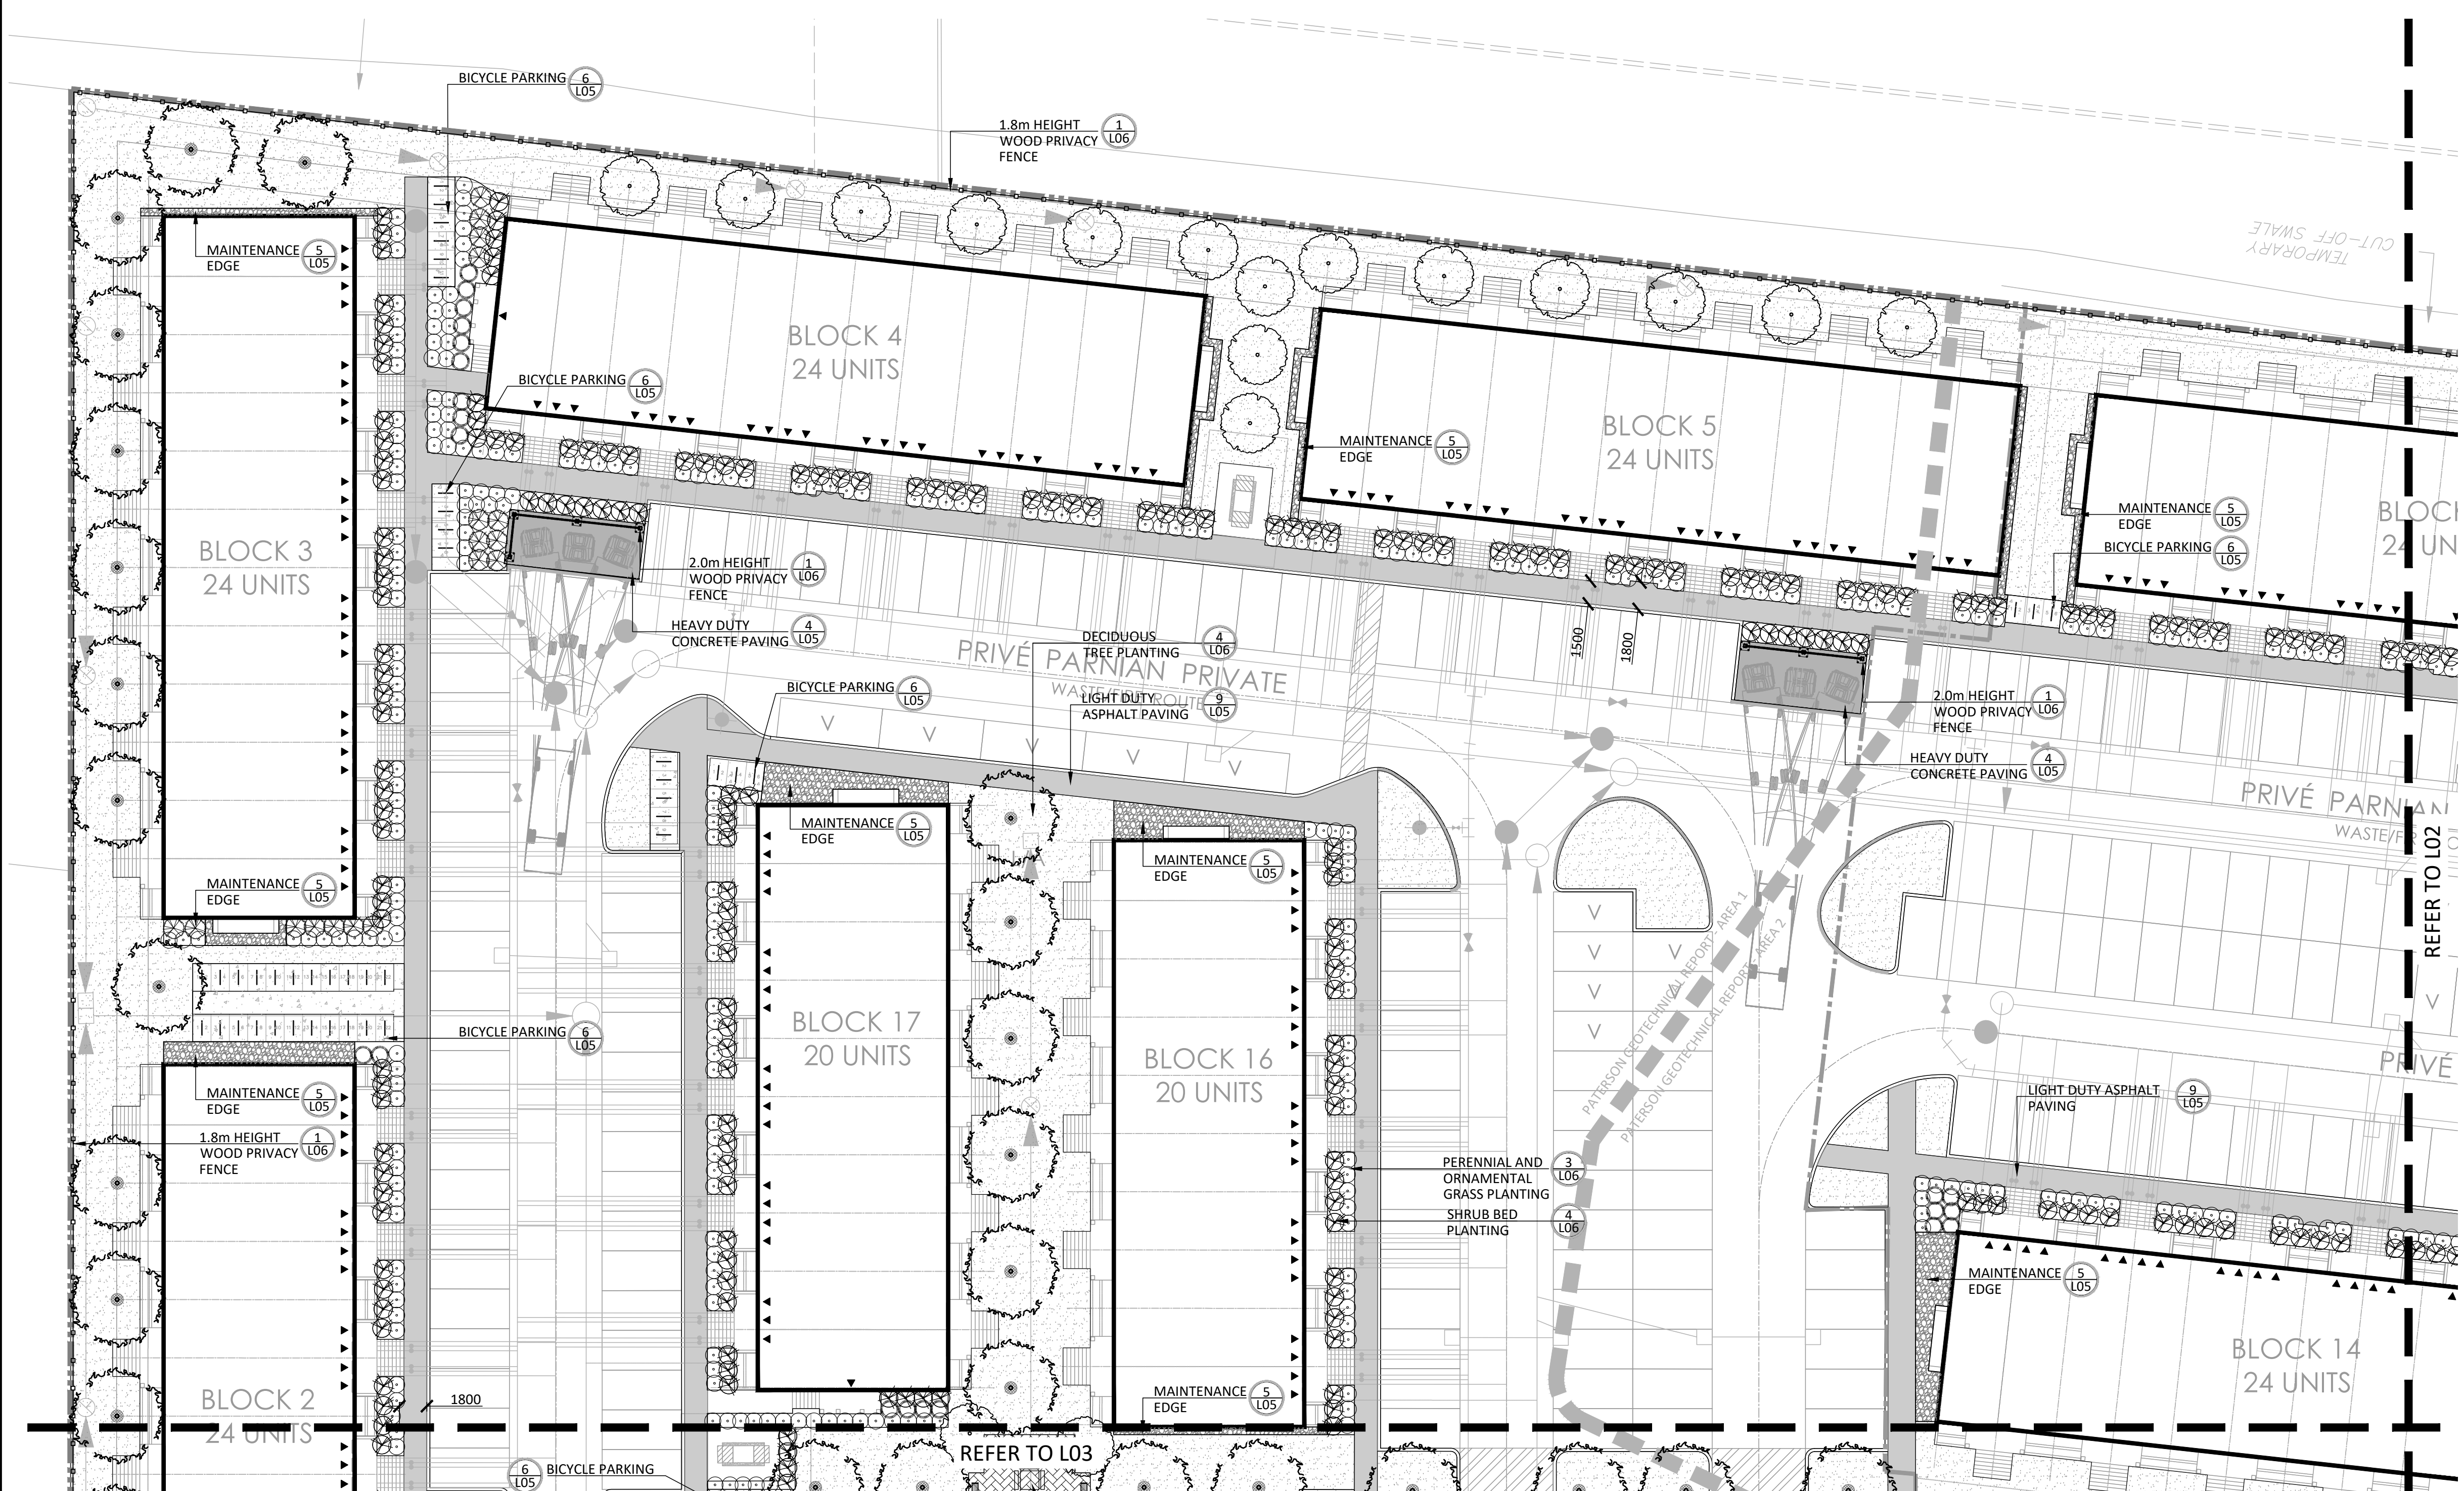 BICYCLE PARKING 6
L05
1.8m HEIGHT 1
WOOD PRIVACY L06
FENCE
TEMPORARY
CUT-OFF SWALE
MAINTENANCE 5
EDGE L05
BLOCK 4
24 UNITS
BICYCLE PARKING 6
L05
BLOCK 5
24 UNITS
MAINTENANCE 5
EDGE L05
MAINTENANCE 5
EDGE L05
BLOCK
24 UN
BICYCLE PARKING 6
L05
BLOCK 3
24 UNITS
2.0m HEIGHT 1
WOOD PRIVACY L06
FENCE
HEAVY DUTY 4
CONCRETE PAVING L05
DECIDUOUS 4
TREE PLANTING L06
PRIVÉ PARNIAN PRIVATE
WASTE ROUTE
1500
1800
BICYCLE PARKING 6
L05
LIGHT DUTY 9
ASPHALT PAVING L05
2.0m HEIGHT 1
WOOD PRIVACY L06
FENCE
HEAVY DUTY 4
CONCRETE PAVING L05
PRIVÉ PARNIAN
WASTE/FIR
REFER TO L02
MAINTENANCE 5
EDGE L05
MAINTENANCE 5
EDGE L05
MAINTENANCE 5
EDGE L05
PATERSON GEOTECHNICAL REPORT - AREA 1
PATERSON GEOTECHNICAL REPORT - AREA 2
BLOCK 17
20 UNITS
BLOCK 16
20 UNITS
BICYCLE PARKING 6
L05
PRIVÉ
MAINTENANCE 5
EDGE L05
LIGHT DUTY ASPHALT 9
PAVING L05
1.8m HEIGHT 1
WOOD PRIVACY L06
FENCE
PERENNIAL AND 3
ORNAMENTAL L06
GRASS PLANTING
SHRUB BED 4
PLANTING L06
MAINTENANCE 5
EDGE L05
BLOCK 14
24 UNITS
BLOCK 2
24 UNITS
1800
MAINTENANCE 5
EDGE L05
REFER TO L03
6 BICYCLE PARKING
L05